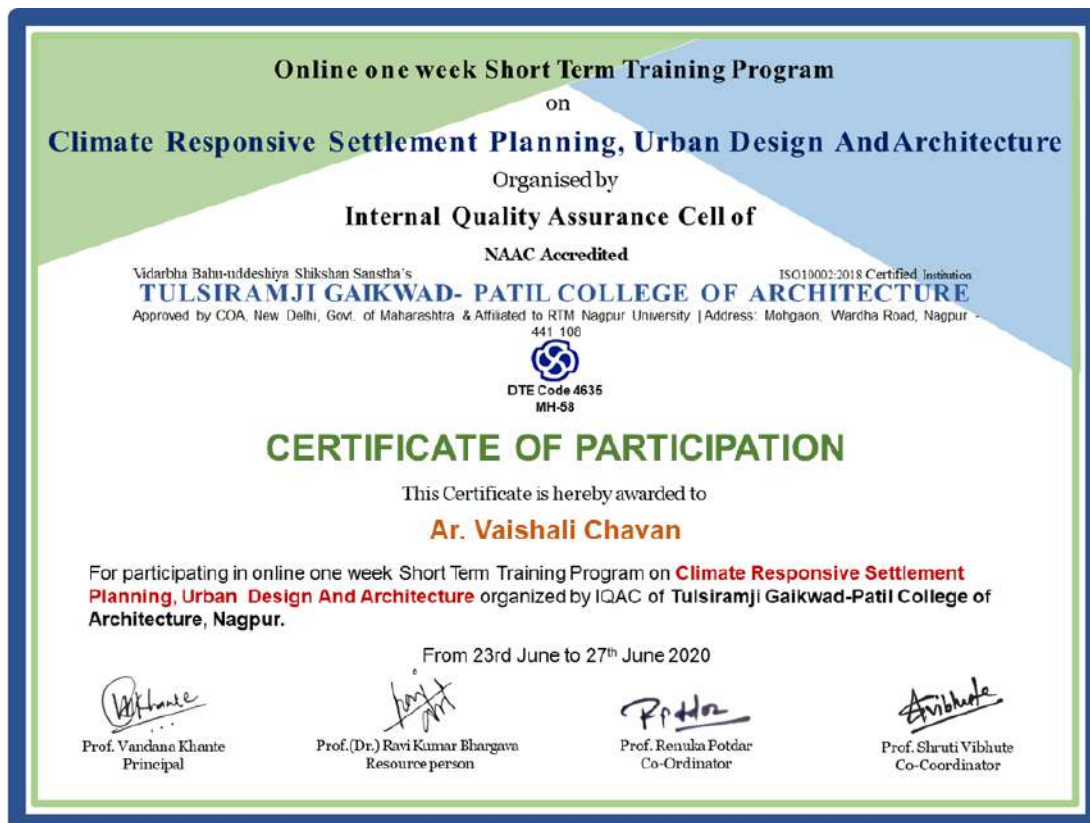 Online one week Short Term Training Program
on
Climate Responsive Settlement Planning, Urban Design And Architecture
Organised by
Internal Quality Assurance Cell of
NAAC Accredited
Vidarbha Bahu-uddeshiya Shikshan Sanstha's
ISO10002:2018 Certified Institution
TULSIRAMJI GAIKWAD- PATIL COLLEGE OF ARCHITECTURE
Approved by COA, New Delhi, Govt. of Maharashtra & Affiliated to RTM Nagpur University | Address: Mohgaon, Wardha Road, Nagpur -
441 108
DTE Code 4635
MH-58
CERTIFICATE OF PARTICIPATION
This Certificate is hereby awarded to
Ar. Vaishali Chavan
For participating in online one week Short Term Training Program on Climate Responsive Settlement
Planning, Urban Design And Architecture organized by IQAC of Tulsiramji Gaikwad-Patil College of
Architecture, Nagpur.
From 23rd June to 27th June 2020
VKhante
RPotdar
SVibhute
Prof. Vandana Khante
Principal
Prof.(Dr.) Ravi Kumar Bhargava
Resource person
Prof. Renuka Potdar
Co-Ordinator
Prof. Shruti Vibhute
Co-Coordinator